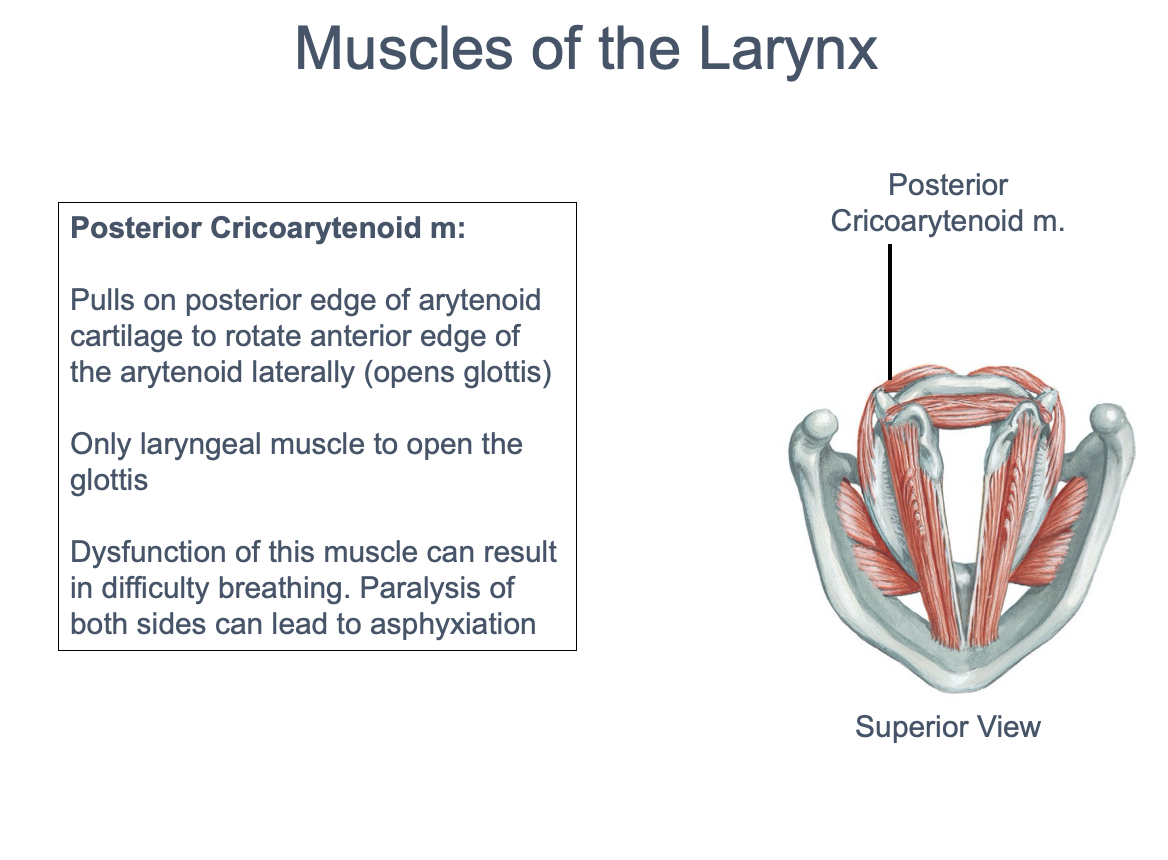 Muscles of the Larynx
Posterior Cricoarytenoid m:
Pulls on posterior edge of arytenoid
cartilage to rotate anterior edge of
the arytenoid laterally (opens glottis)
Only laryngeal muscle to open the
glottis
Dysfunction of this muscle can result
in difficulty breathing. Paralysis of
both sides can lead to asphyxiation
Posterior
Cricoarytenoid m.
Superior View